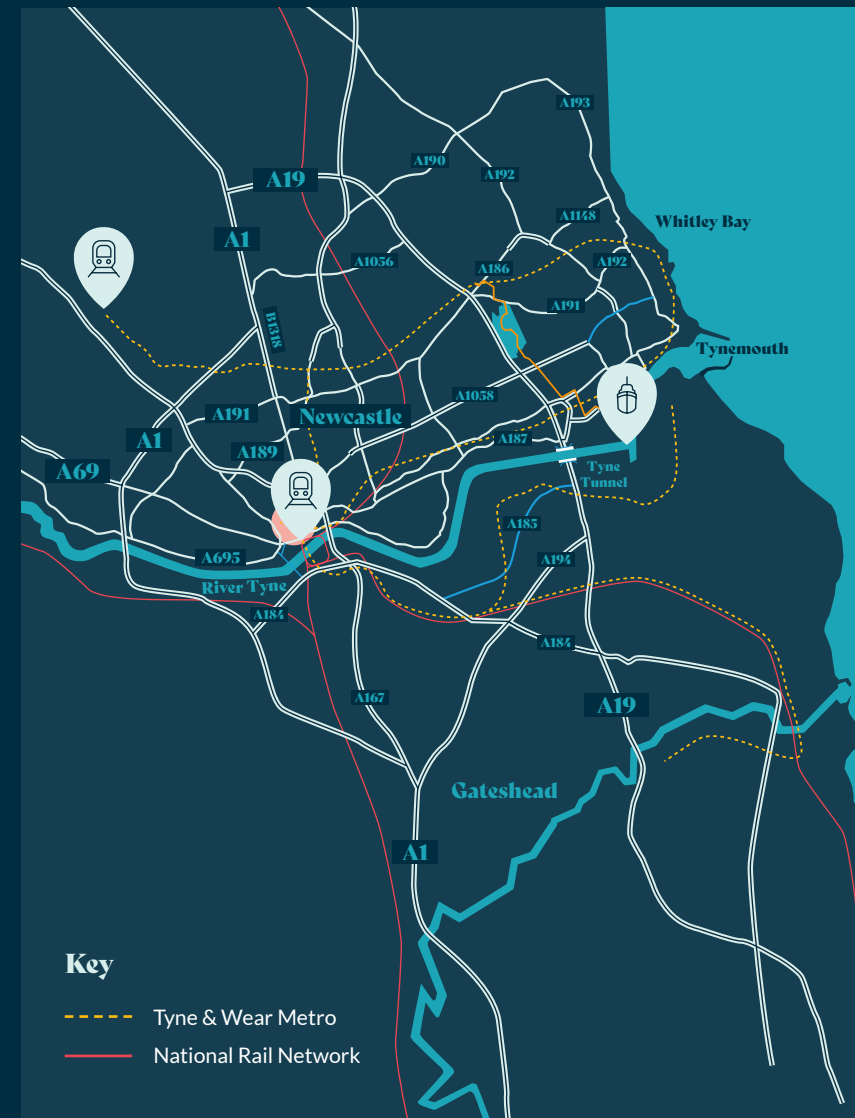 A193
A190
A192
A19
A1148
Whitley Bay
A1
A1056
A192
A186
A191
B1318
Tynemouth
A1058
A191
Newcastle
A1
A187
A189
A69
Tyne
Tunnel
A185
A695
A194
River Tyne
A184
A184
A167
A19
Gateshead
A1
Key
Tyne & Wear Metro
National Rail Network